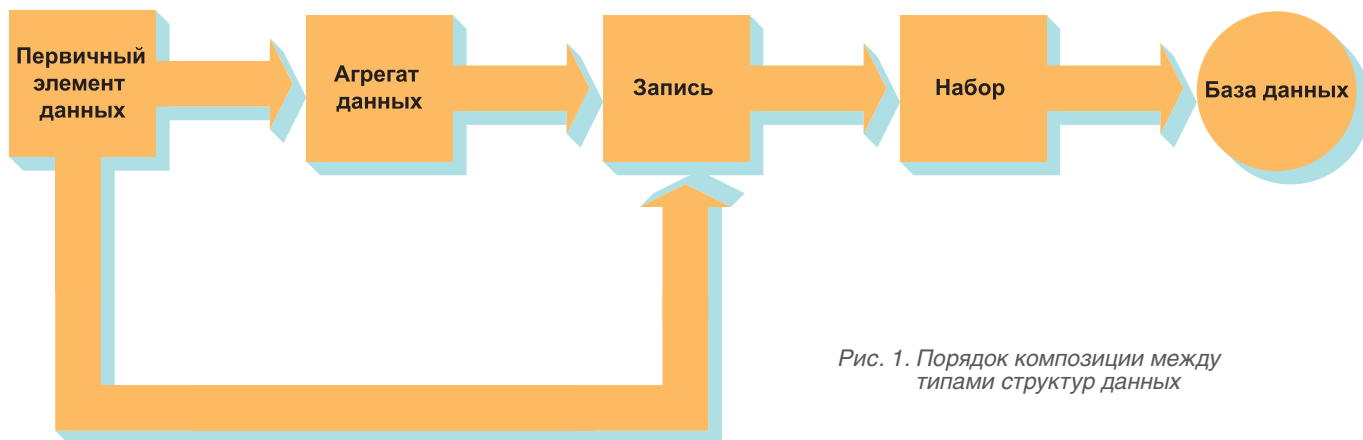 Первичный
элемент
данных
Агрегат
данных
Запись
Набор
База данных
Рис. 1. Порядок композиции между
типами структур данных